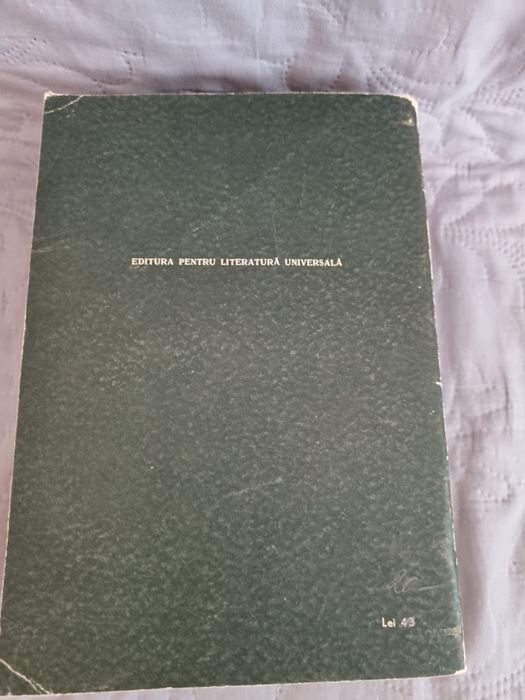 EDITURA PENTRU LITERATURĂ UNIVERSALĂ
Lei 43